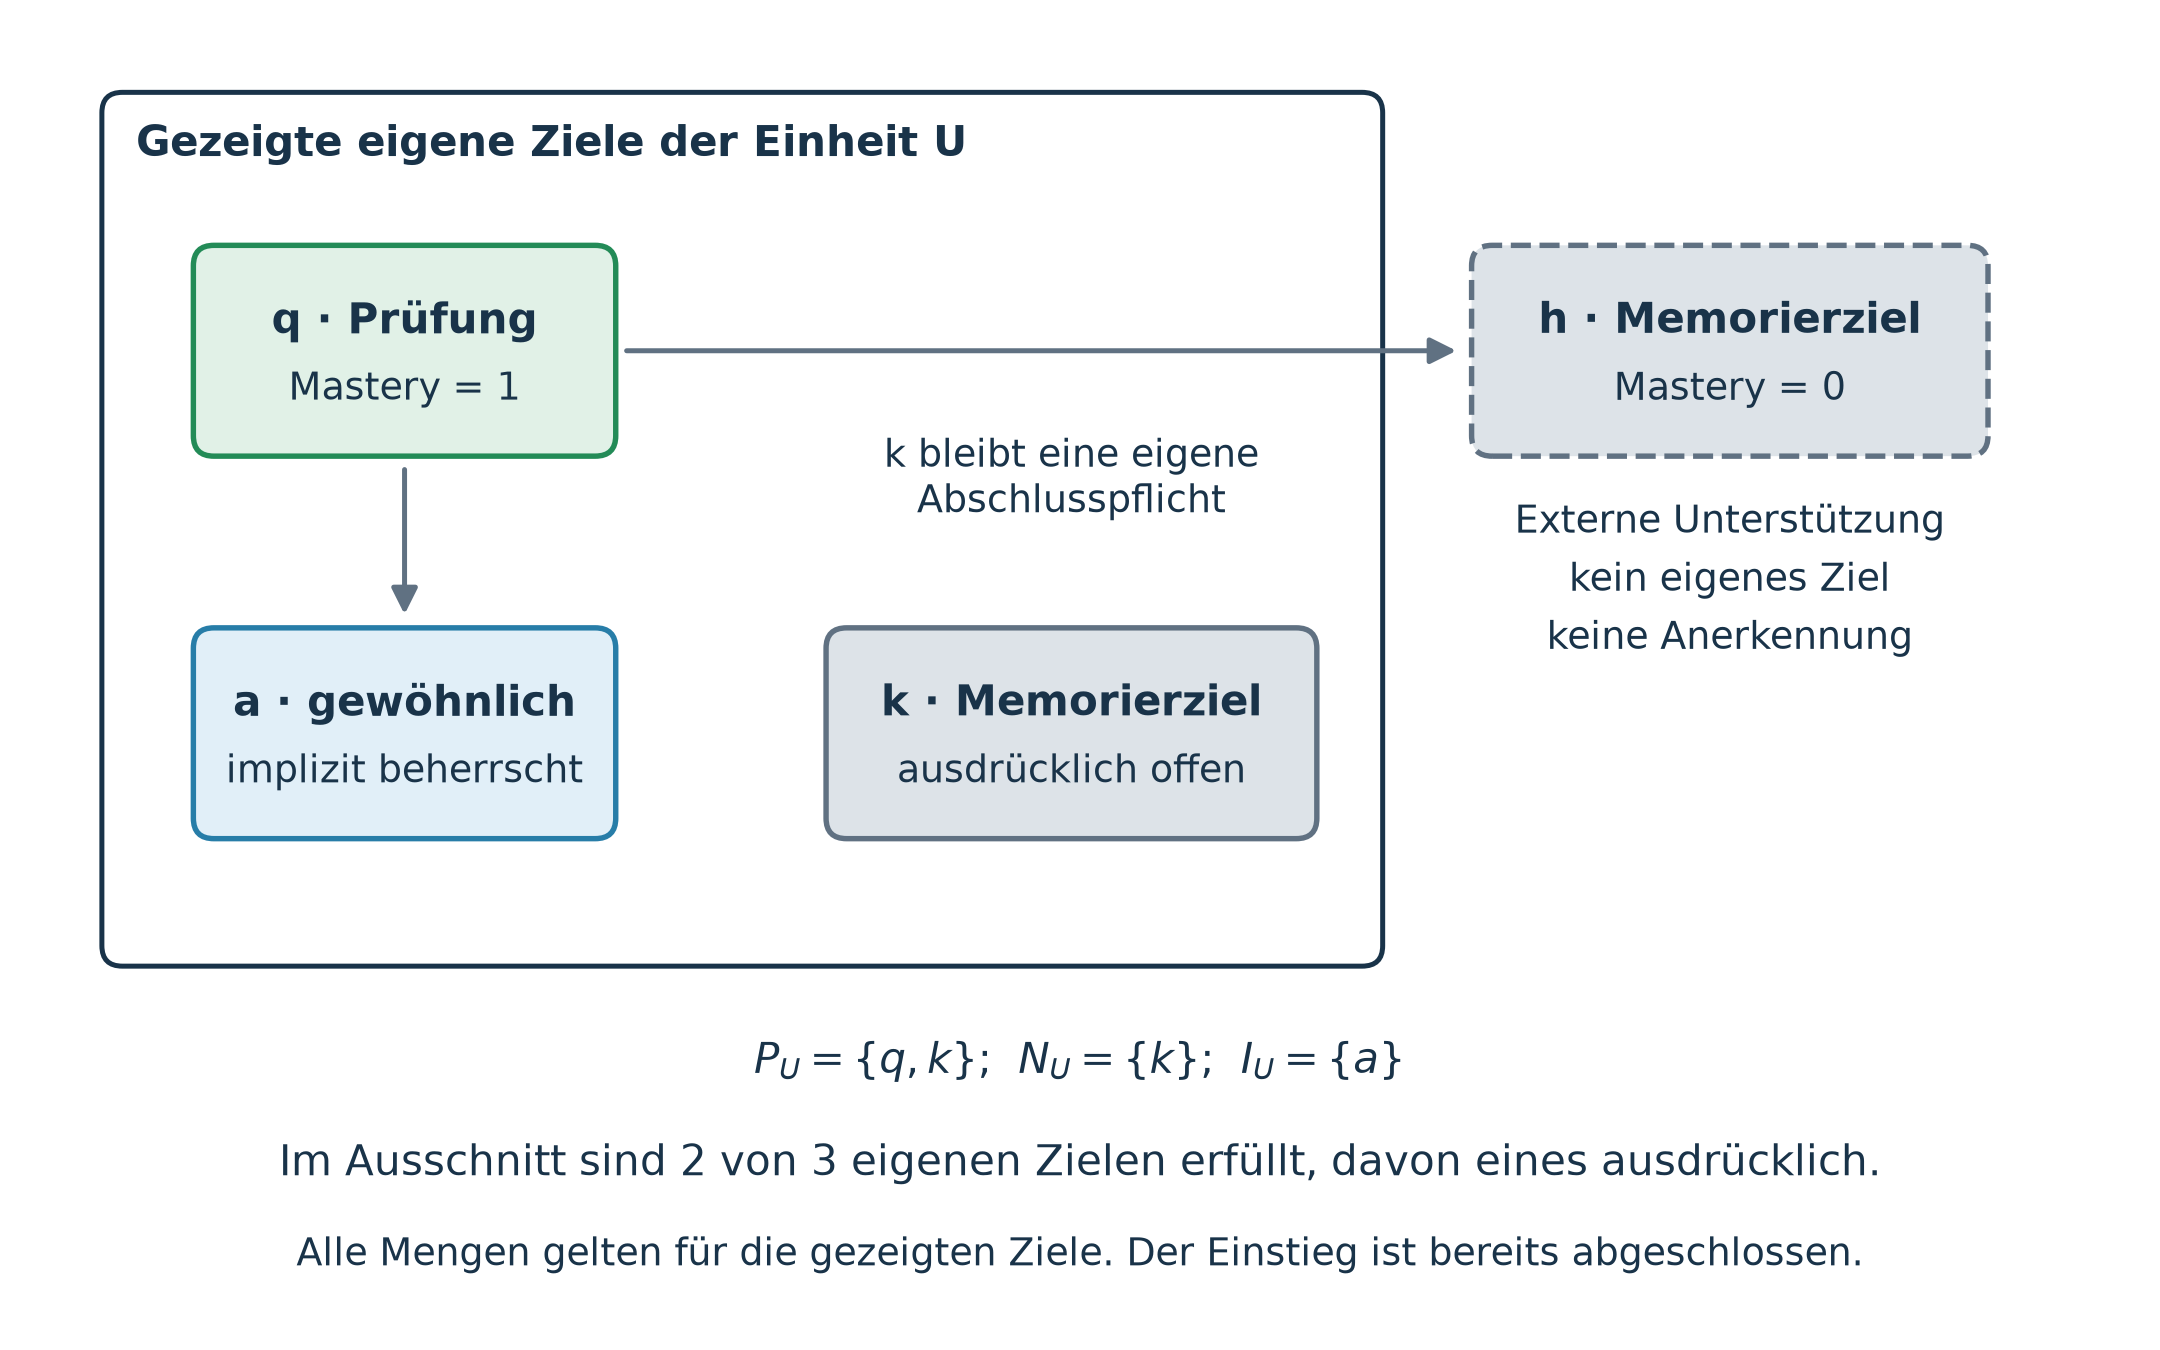 Gezeigte eigene Ziele der Einheit U
q · Prüfung
Mastery = 1
h · Memorierziel
Mastery = 0
k bleibt eine eigene
Abschlusspflicht
Externe Unterstützung
kein eigenes Ziel
keine Anerkennung
a · gewöhnlich
implizit beherrscht
k · Memorierziel
ausdrücklich offen
P_U = {q, k}; N_U = {k}; I_U = {a}
Im Ausschnitt sind 2 von 3 eigenen Zielen erfüllt, davon eines ausdrücklich.
Alle Mengen gelten für die gezeigten Ziele. Der Einstieg ist bereits abgeschlossen.